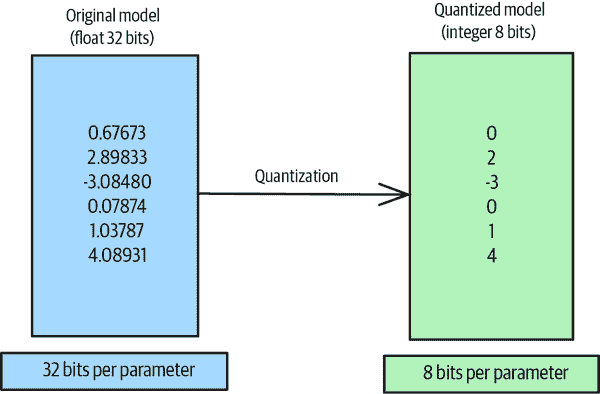 Original model
(float 32 bits)
0.67673
2.89833
-3.08480
0.07874
1.03787
4.08931
32 bits per parameter
Quantization
Quantized model
(integer 8 bits)
0
2
-3
0
1
4
8 bits per parameter